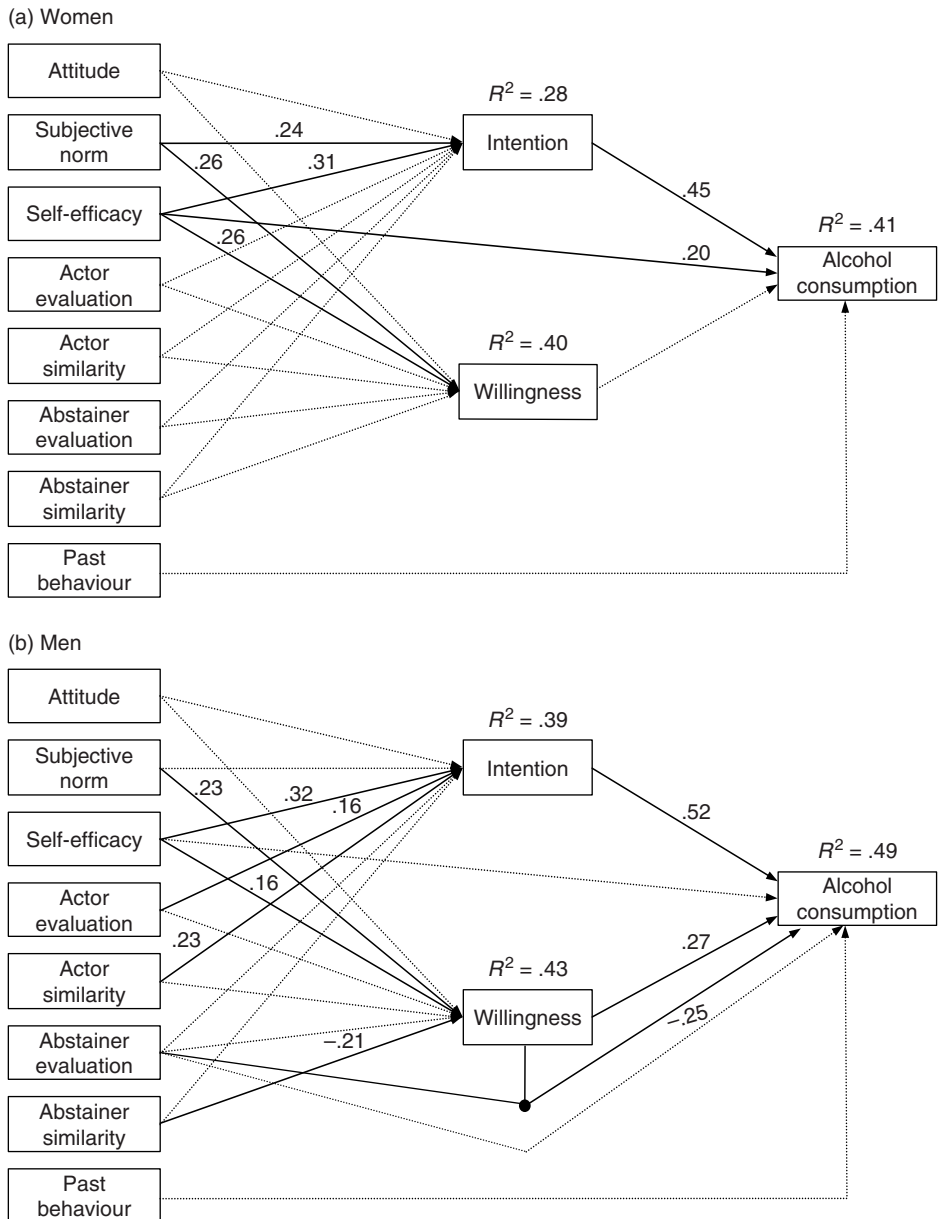 (a) Women
Attitude
R² = .28
Subjective
norm
.24
Intention
.26
.31
.45
Self-efficacy
.26
.20
R² = .41
Alcohol
consumption
Actor
evaluation
Actor
similarity
R² = .40
Willingness
Abstainer
evaluation
Abstainer
similarity
Past
behaviour
(b) Men
Attitude
R² = .39
Subjective
norm
Intention
.23
.32
.16
.52
Self-efficacy
R² = .49
.16
Alcohol
consumption
Actor
evaluation
.23
.27
Actor
similarity
R² = .43
Willingness
–.25
–.21
Abstainer
evaluation
Abstainer
similarity
Past
behaviour